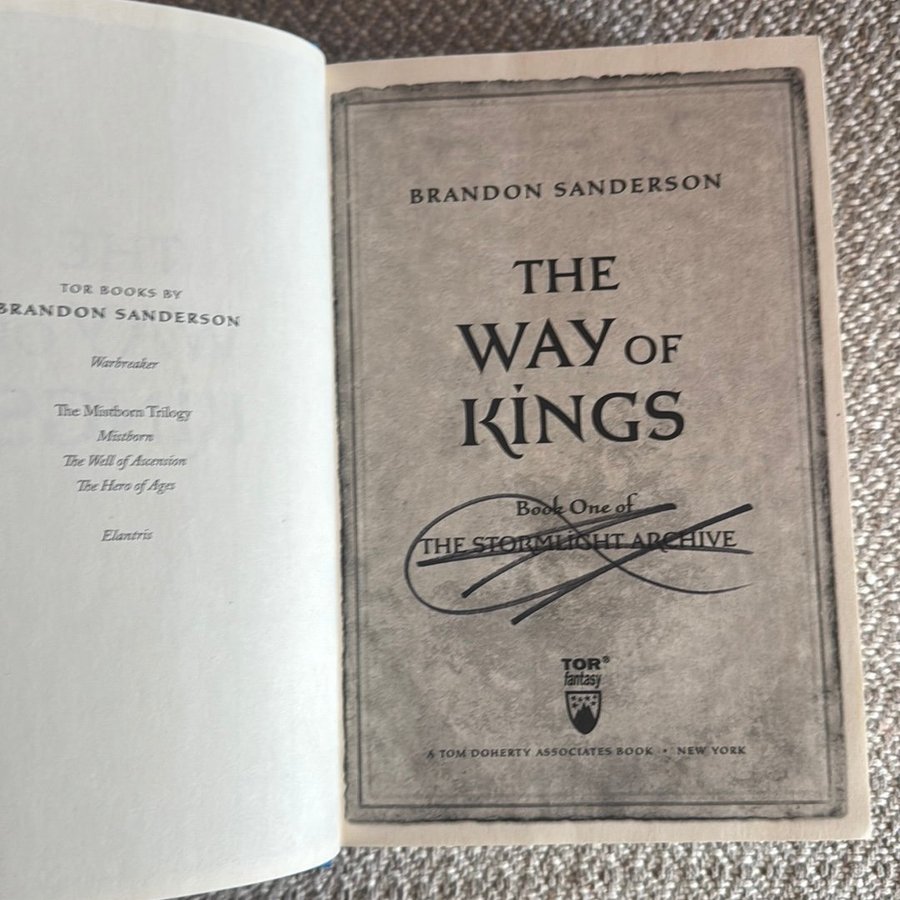 TOR BOOKS BY
BRANDON SANDERSON
Warbreaker
The Mistborn Trilogy
Mistborn
The Well of Ascension
The Hero of Ages
Elantris
BRANDON SANDERSON
THE
WAY OF
KINGS
Book One of
THE STORMLIGHT ARCHIVE
TOR®
fantasy
A TOM DOHERTY ASSOCIATES BOOK • NEW YORK